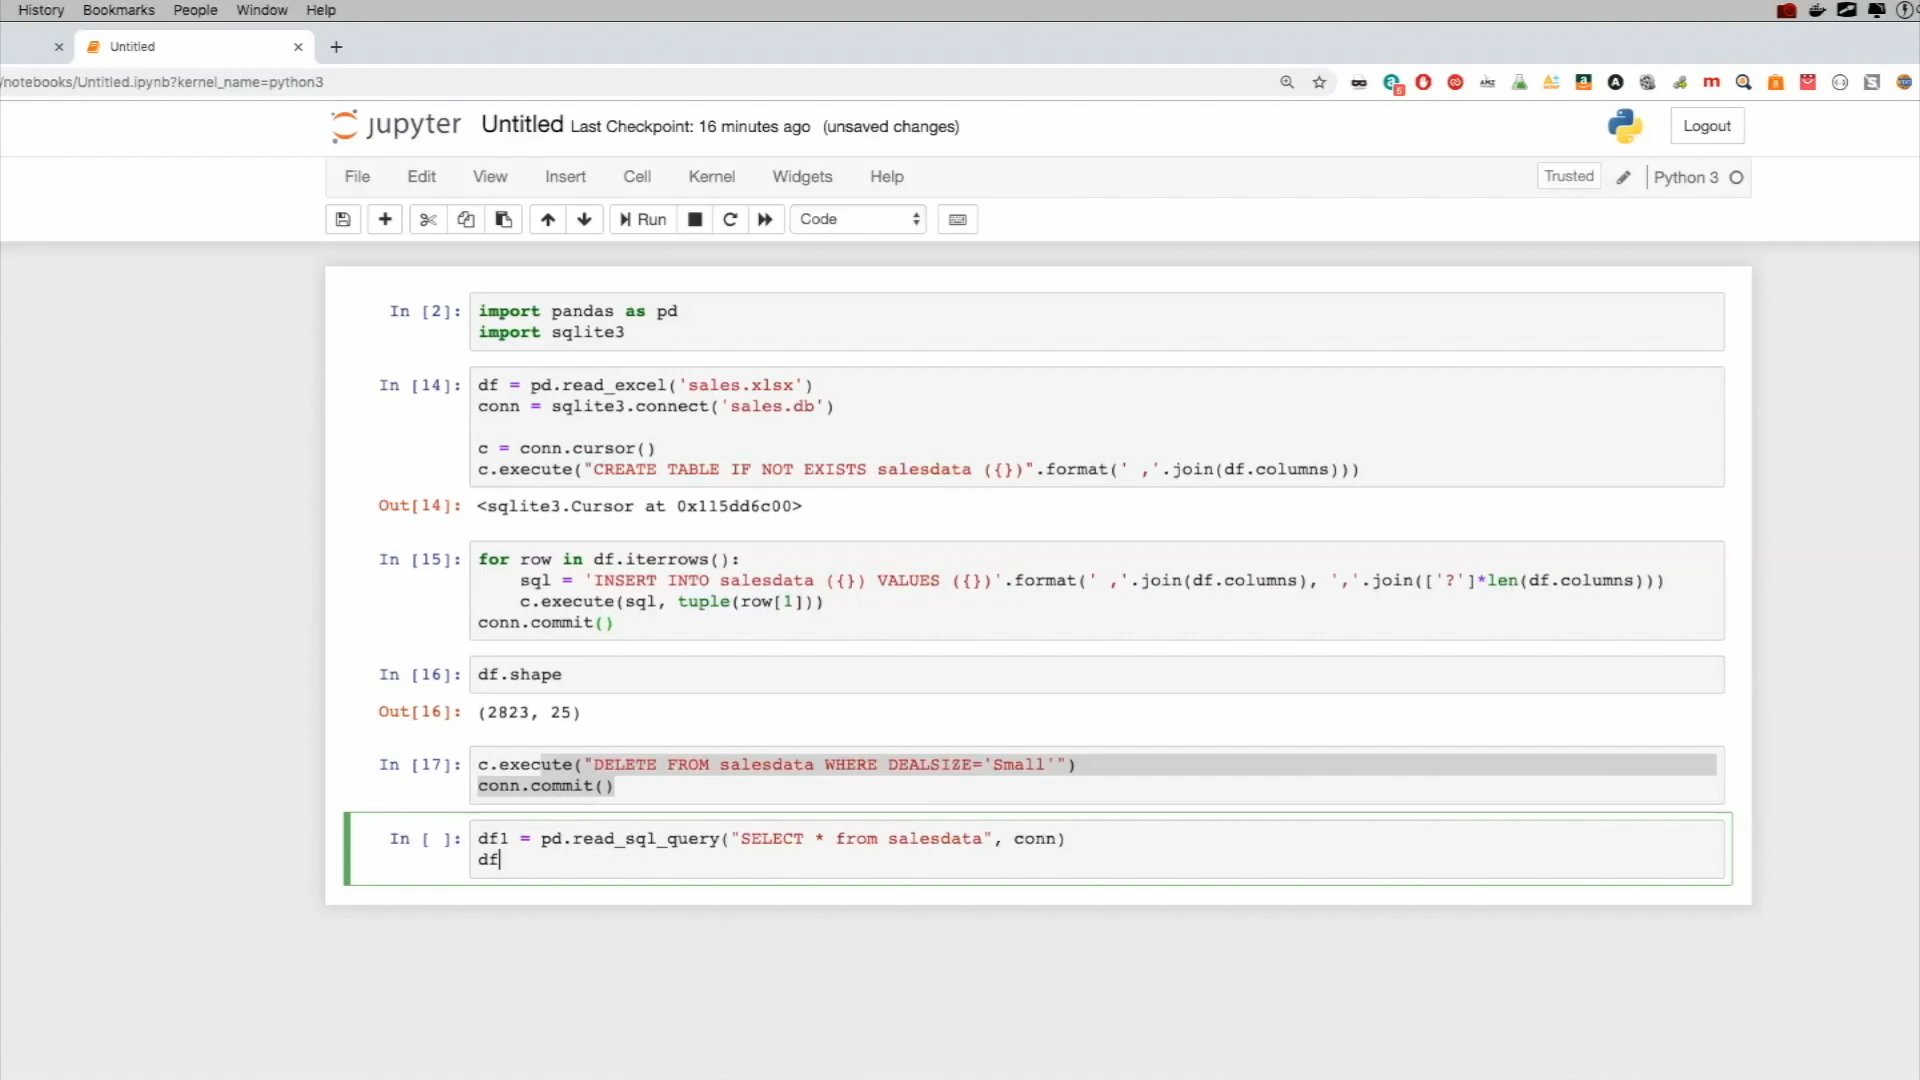 History Bookmarks People Window Help
Untitled
/notebooks/Untitled.ipynb?kernel_name=python3
jupyter Untitled Last Checkpoint: 16 minutes ago (unsaved changes)
Logout
File Edit View Insert Cell Kernel Widgets Help
Trusted
Python 3
Run
Code
In [2]: import pandas as pd
import sqlite3
In [14]: df = pd.read_excel('sales.xlsx')
conn = sqlite3.connect('sales.db')
c = conn.cursor()
c.execute("CREATE TABLE IF NOT EXISTS salesdata ({})".format(' ,'.join(df.columns)))
Out[14]: <sqlite3.Cursor at 0x115dd6c00>
In [15]: for row in df.iterrows():
sql = 'INSERT INTO salesdata ({}) VALUES ({})'.format(' ,'.join(df.columns), ','.join(['?']*len(df.columns)))
c.execute(sql, tuple(row[1]))
conn.commit()
In [16]: df.shape
Out[16]: (2823, 25)
In [17]: c.execute("DELETE FROM salesdata WHERE DEALSIZE='Small'")
conn.commit()
In [ ]: df1 = pd.read_sql_query("SELECT * from salesdata", conn)
df